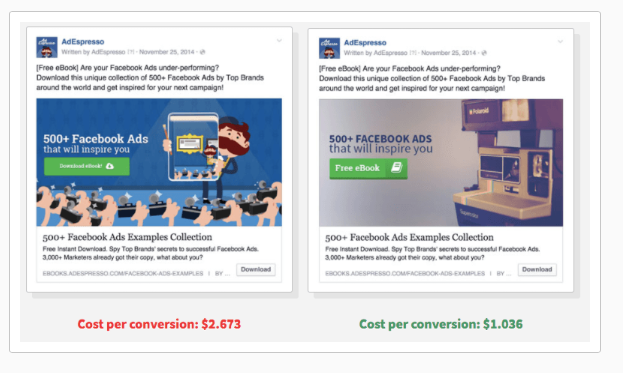 AdEspresso
Written by AdEspresso [?] · November 25, 2014 ·
[Free eBook] Are your Facebook Ads under-performing?
Download this unique collection of 500+ Facebook Ads by Top Brands
around the world and get inspired for your next campaign!
500+ Facebook Ads
that will inspire you
Download eBook!
500+ Facebook Ads Examples Collection
Free Instant Download. Spy Top Brands' secrets to successful Facebook Ads.
3,000+ Marketers already got their copy, what about you?
EBOOKS.ADESPRESSO.COM/FACEBOOK-ADS-EXAMPLES | BY ...
Download
Cost per conversion: $2.673
AdEspresso
Written by AdEspresso [?] · November 25, 2014 ·
[Free eBook] Are your Facebook Ads under-performing?
Download this unique collection of 500+ Facebook Ads by Top Brands
around the world and get inspired for your next campaign!
500+ FACEBOOK ADS
that will inspire you
Free eBook
Polaroid
500+ Facebook Ads Examples Collection
Free Instant Download. Spy Top Brands' secrets to successful Facebook Ads.
3,000+ Marketers already got their copy, what about you?
EBOOKS.ADESPRESSO.COM/FACEBOOK-ADS-EXAMPLES | BY ...
Download
Cost per conversion: $1.036